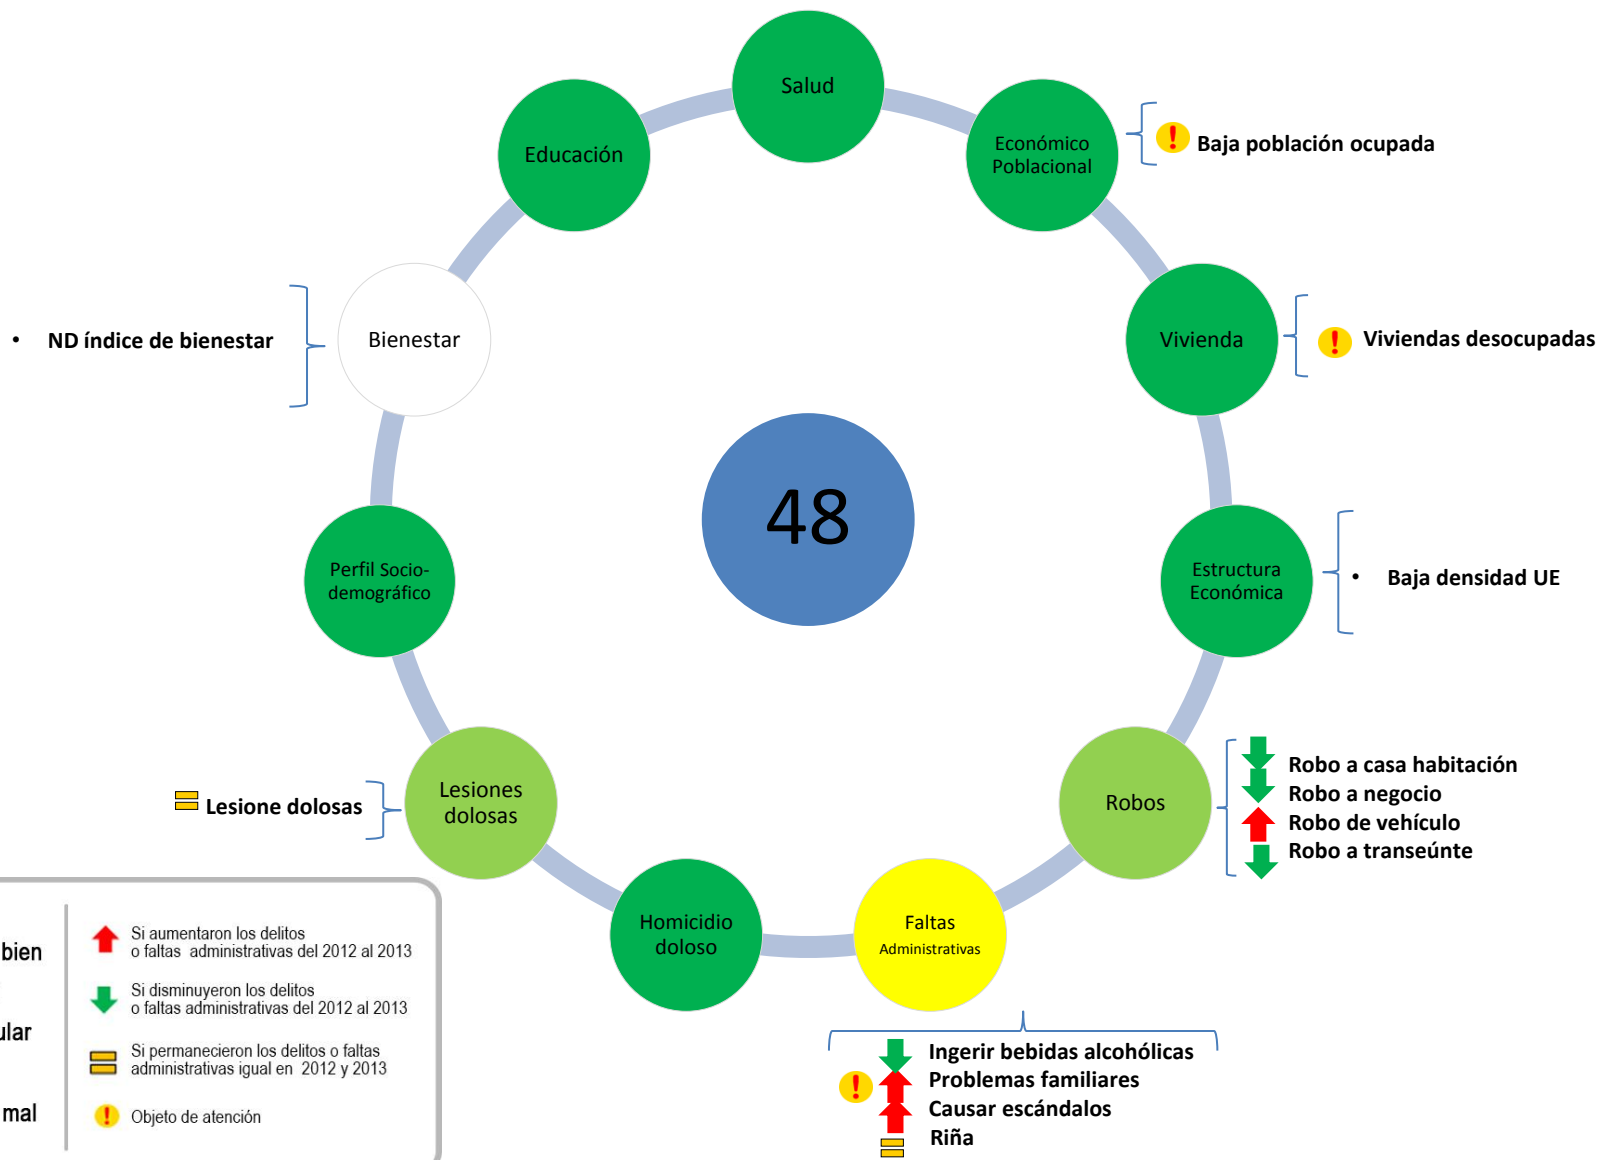 Salud
Educación
Económico
Poblacional
Baja población ocupada
Bienestar
• ND índice de bienestar
Vivienda
Viviendas desocupadas
48
Perfil Socio-
demográfico
Estructura
Económica
• Baja densidad UE
Lesiones
dolosas
Lesione dolosas
Robos
Robo a casa habitación
Robo a negocio
Robo de vehículo
Robo a transeúnte
Homicidio
doloso
Faltas
Administrativas
Ingerir bebidas alcohólicas
Problemas familiares
Causar escándalos
Riña
bien
mal
Si aumentaron los delitos
o faltas administrativas del 2012 al 2013
Si disminuyeron los delitos
o faltas administrativas del 2012 al 2013
Si permanecieron los delitos o faltas
administrativas igual en 2012 y 2013
Objeto de atención